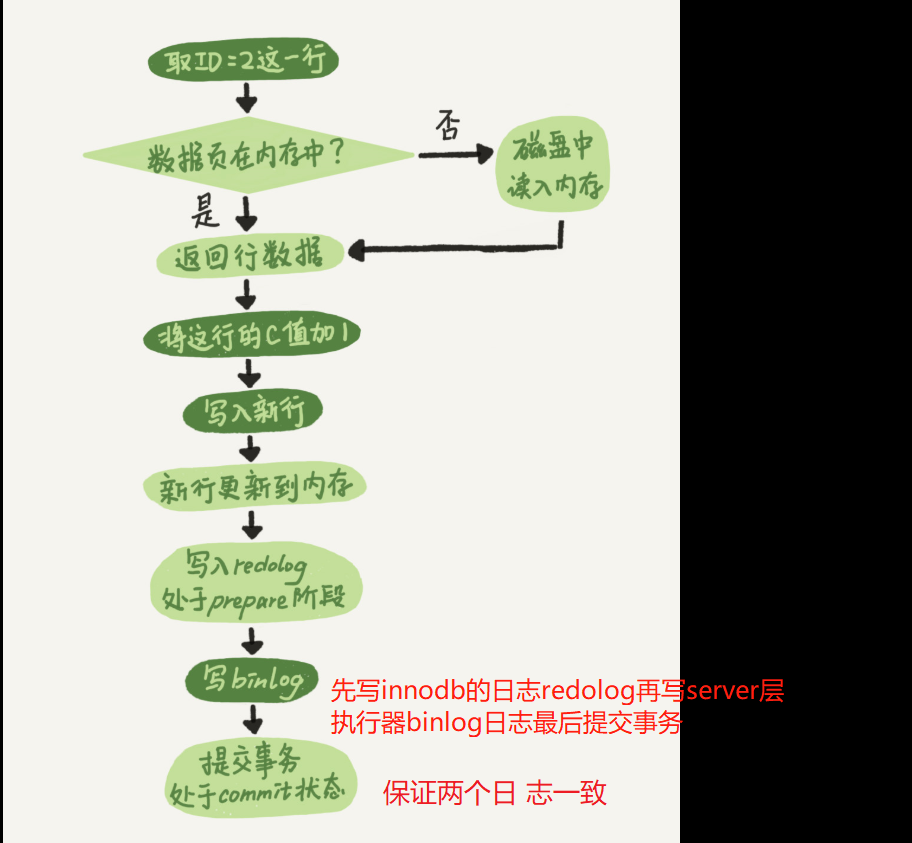 取ID=2这一行
数据页在内存中?
否
磁盘中
读入内存
是
返回行数据
将这行的C值加1
写入新行
新行更新到内存
写入redolog
处于prepare阶段
写binlog
先写innodb的日志redolog再写server层
执行器binlog日志最后提交事务
提交事务
处于commit状态
保证两个日 志一致